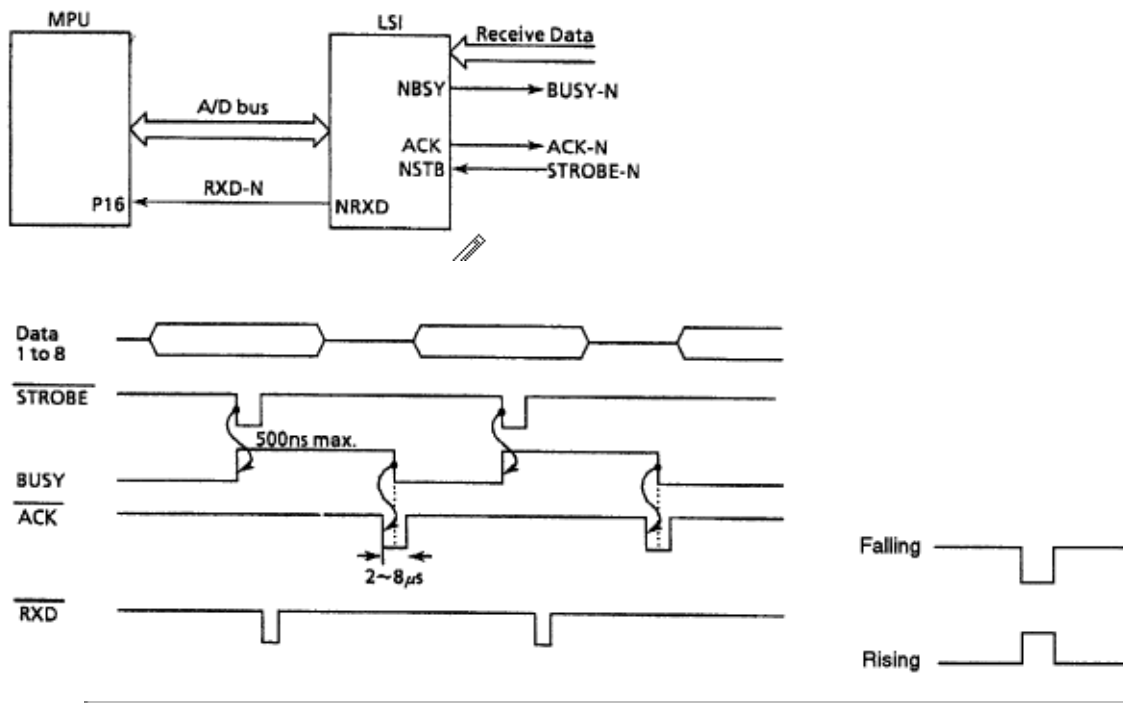 MPU
LSI
Receive Data
NBSY
BUSY-N
A/D bus
ACK
ACK-N
NSTB
STROBE-N
RXD-N
P16
NRXD
Data
1 to 8
STROBE
500ns max.
BUSY
ACK
2~8μs
RXD
Falling
Rising